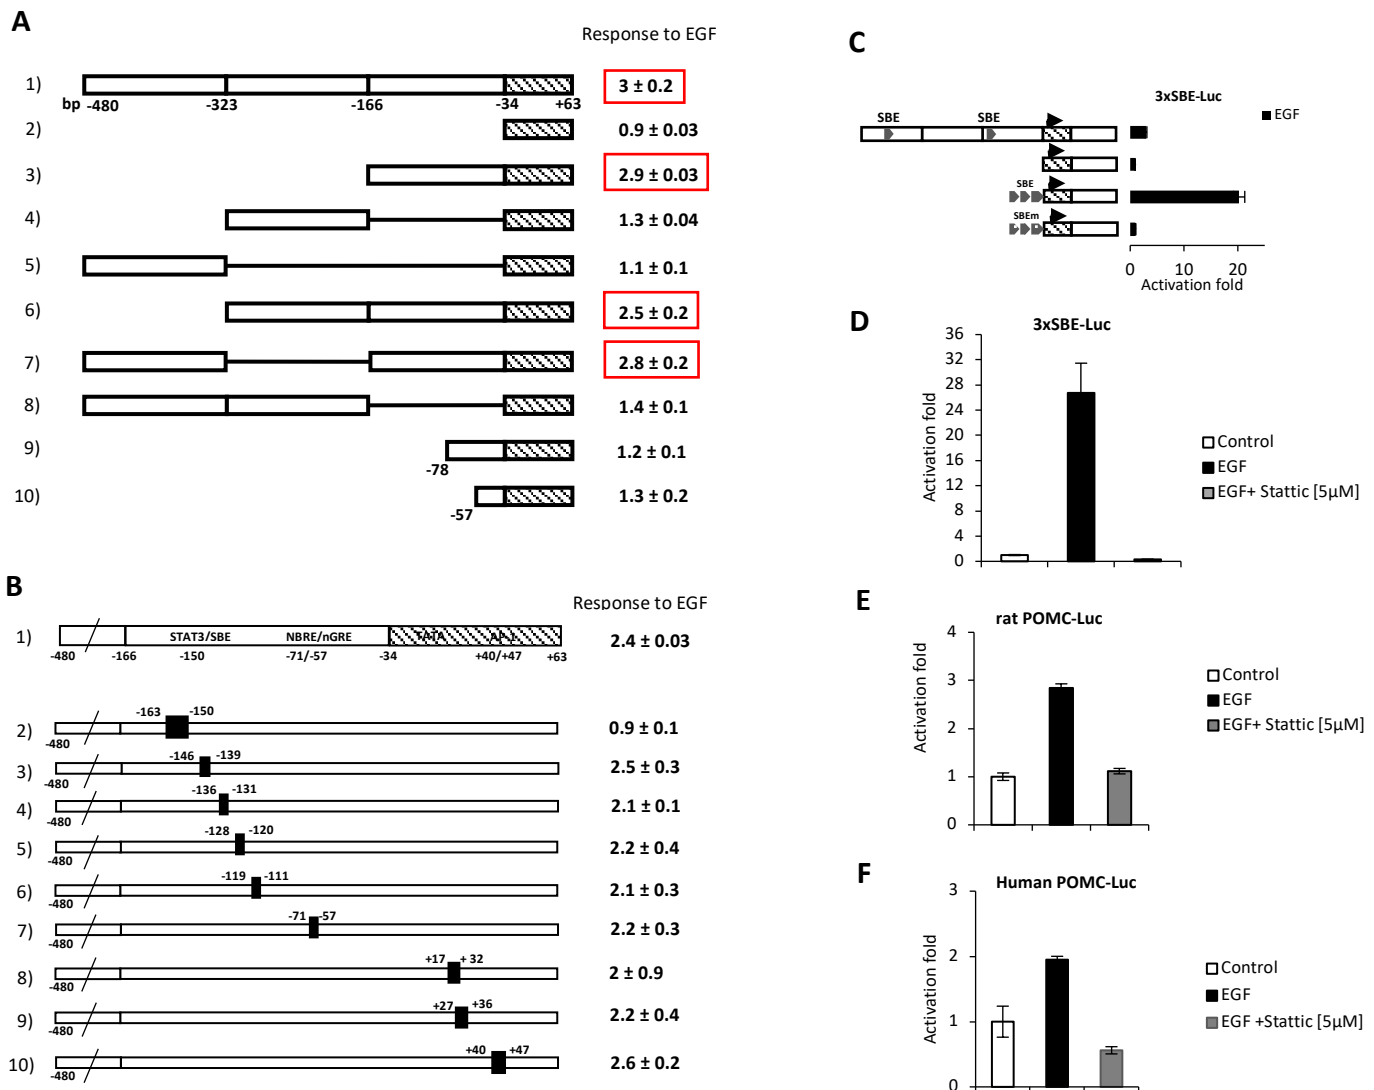 A
Response to EGF
1)
3 ± 0.2
bp -480 -323 -166 -34 +63
2)
0.9 ± 0.03
3)
2.9 ± 0.03
4)
1.3 ± 0.04
5)
1.1 ± 0.1
6)
2.5 ± 0.2
7)
2.8 ± 0.2
8)
1.4 ± 0.1
9)
1.2 ± 0.1
-78
10)
1.3 ± 0.2
-57
B
Response to EGF
1)
STAT3/SBE NBRE/nGRE TATA AP-1
2.4 ± 0.03
-480 -166 -150 -71/-57 -34 +40/+47 +63
-163 -150
2)
0.9 ± 0.1
-480
-146 -139
3)
2.5 ± 0.3
-480
-136 -131
4)
2.1 ± 0.1
-480
-128 -120
5)
2.2 ± 0.4
-480
-119 -111
6)
2.1 ± 0.3
-480
-71 -57
7)
2.2 ± 0.3
-480
+17 + 32
8)
2 ± 0.9
-480
+27 +36
9)
2.2 ± 0.4
-480
+40 +47
10)
2.6 ± 0.2
-480
C
3xSBE-Luc
EGF
SBE SBE
SBE
SBEm
0 10 20
Activation fold
D
3xSBE-Luc
36
32
28
24
20
16
12
8
4
0
Activation fold
Control
EGF
EGF+ Stattic [5µM]
E
rat POMC-Luc
4
3
2
1
0
Activation fold
Control
EGF
EGF+ Stattic [5µM]
F
Human POMC-Luc
3
2
1
0
Activation fold
Control
EGF
EGF +Stattic [5µM]